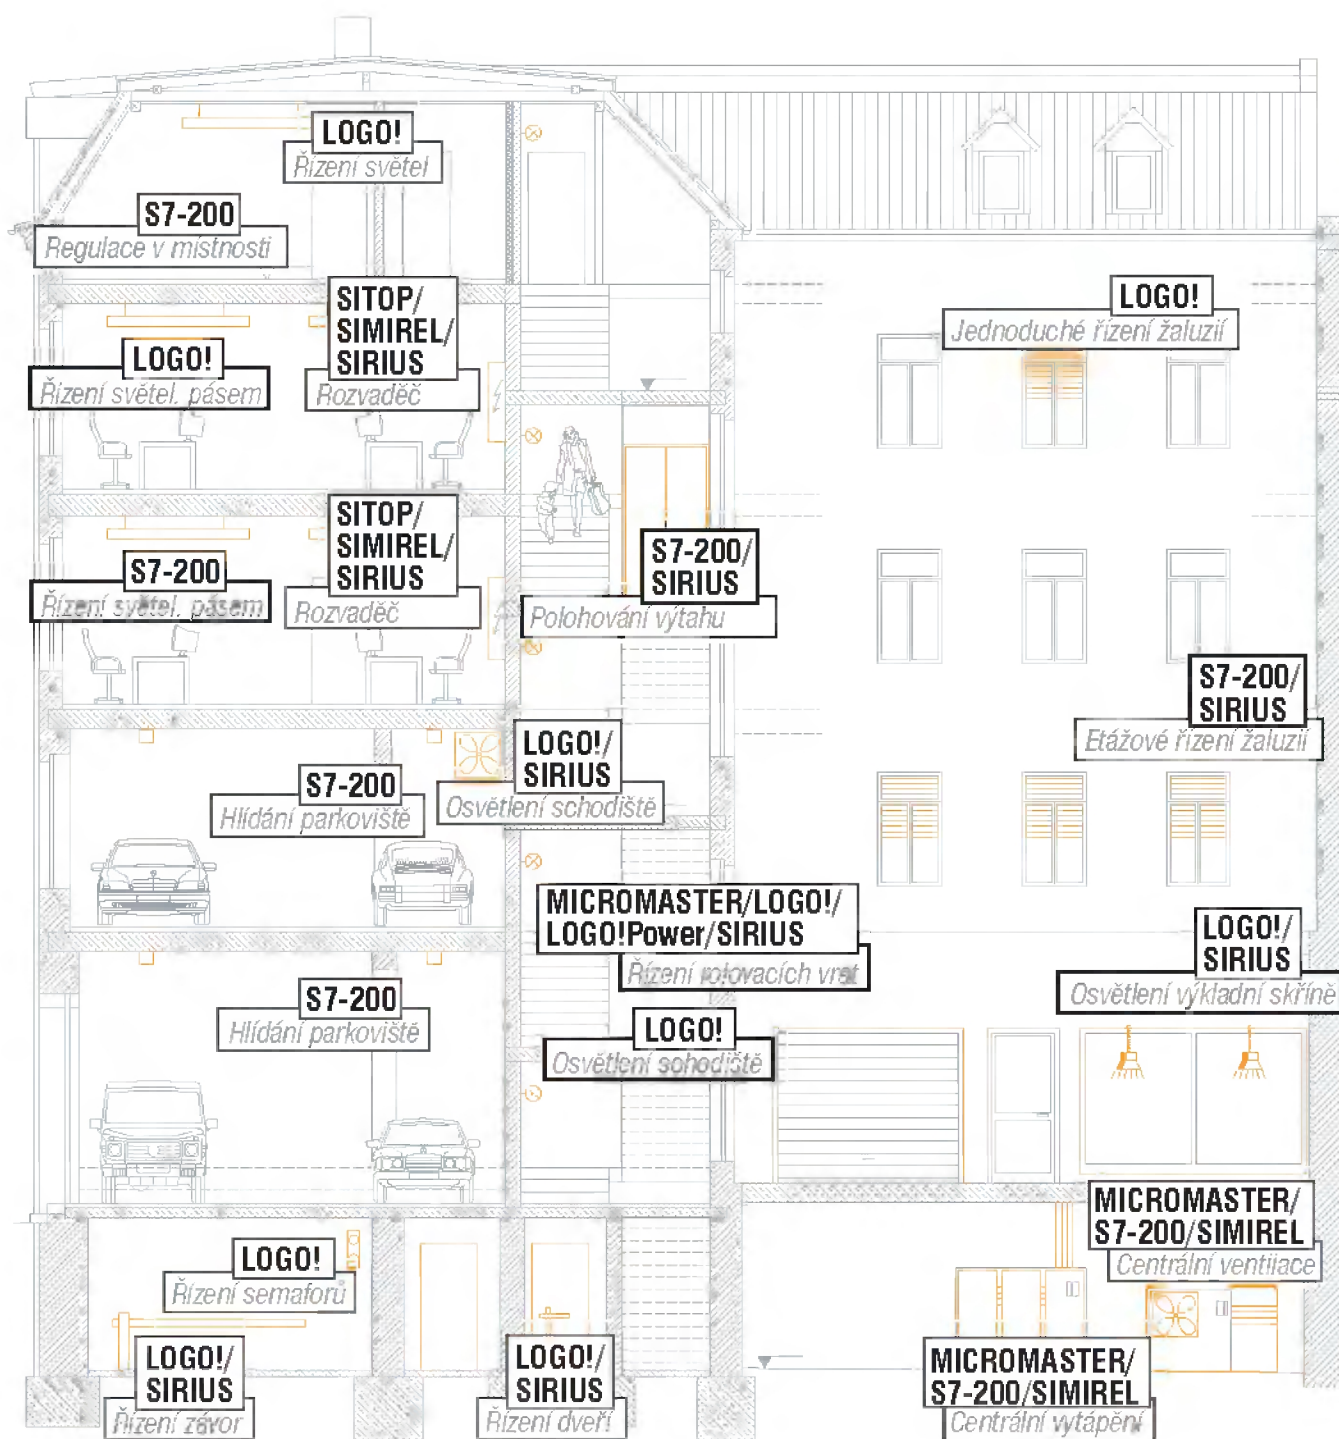 LOGO!
Řízení světel
S7-200
Regulace v místnosti
SITOP/
SIMIREL/
SIRIUS
Rozvaděč
LOGO!
Jednoduché řízení žaluzií
LOGO!
Řízení světel. pásem
SITOP/
SIMIREL/
SIRIUS
Rozvaděč
S7-200
Řízení světel. pásem
S7-200/
SIRIUS
Polohování výtahu
S7-200/
SIRIUS
Etážové řízení žaluzií
LOGO!/
SIRIUS
Osvětlení schodiště
S7-200
Hlídání parkoviště
MICROMASTER/LOGO!/
LOGO!Power/SIRIUS
Řízení rolovacích vrat
LOGO!/
SIRIUS
Osvětlení výkladní skříně
S7-200
Hlídání parkoviště
LOGO!
Osvětlení schodiště
MICROMASTER/
S7-200/SIMIREL
Centrální ventilace
LOGO!
Řízení semaforů
LOGO!/
SIRIUS
Řízení závor
LOGO!/
SIRIUS
Řízení dveří
MICROMASTER/
S7-200/SIMIREL
Centrální vytápění